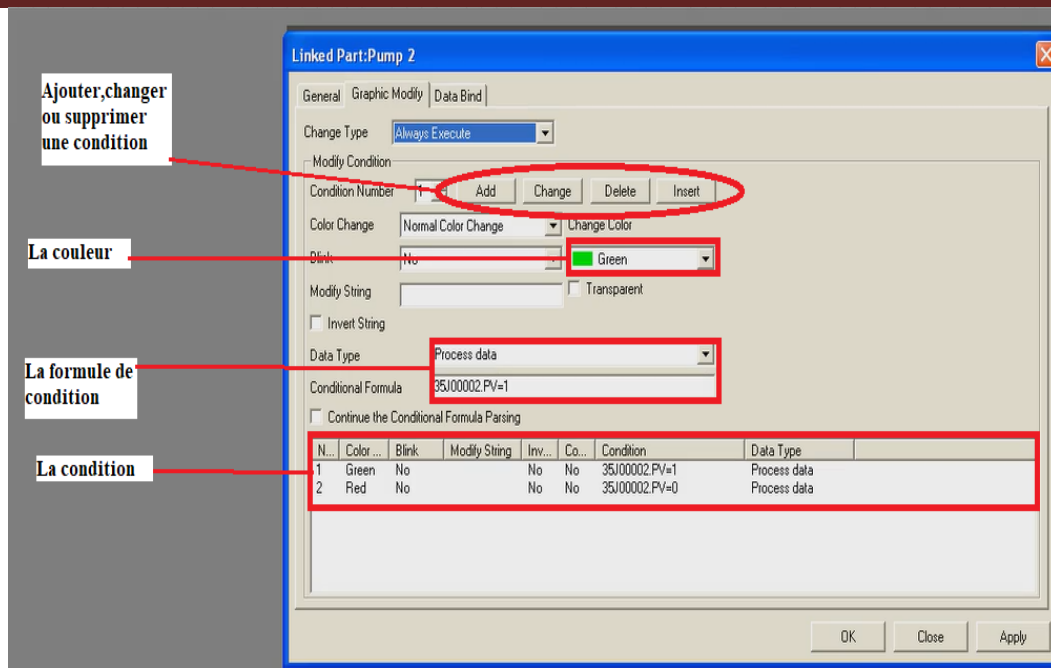 Linked Part:Pump 2
Ajouter,changer
ou supprimer
une condition
General Graphic Modify Data Bind
Change Type Always Execute
Modify Condition
Condition Number 1 Add Change Delete Insert
Color Change Normal Color Change Change Color
La couleur
Blink No Green
Modify String Transparent
Invert String
Data Type Process data
La formule de
condition
Conditional Formula 35J00002.PV=1
Continue the Conditional Formula Parsing
La condition
N... Color ... Blink Modify String Inv... Co... Condition Data Type
1 Green No No No 35J00002.PV=1 Process data
2 Red No No No 35J00002.PV=0 Process data
OK Close Apply